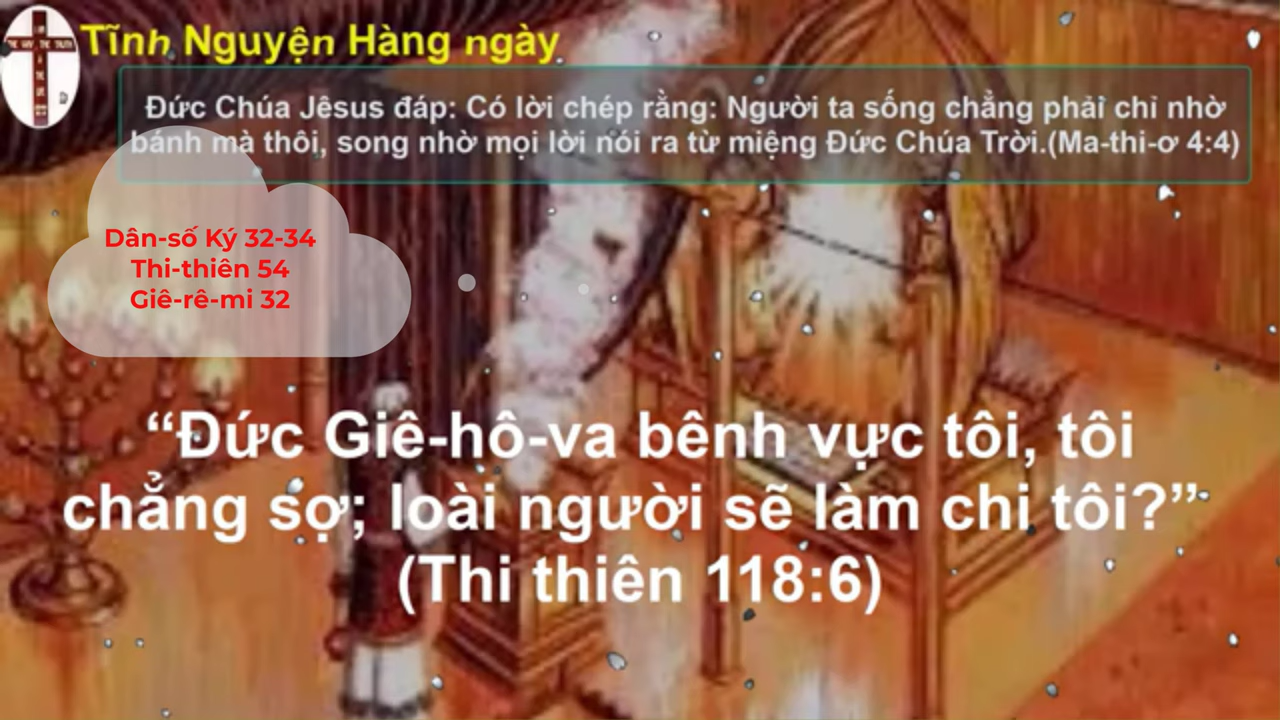 Tĩnh Nguyện Hàng ngày
Đức Chúa Jêsus đáp: Có lời chép rằng: Người ta sống chẳng phải chỉ nhờ
bánh mà thôi, song nhờ mọi lời nói ra từ miệng Đức Chúa Trời.(Ma-thi-ơ 4:4)
Dân-số Ký 32-34
Thi-thiên 54
Giê-rê-mi 32
“Đức Giê-hô-va bênh vực tôi, tôi
chẳng sợ; loài người sẽ làm chi tôi?”
(Thi thiên 118:6)